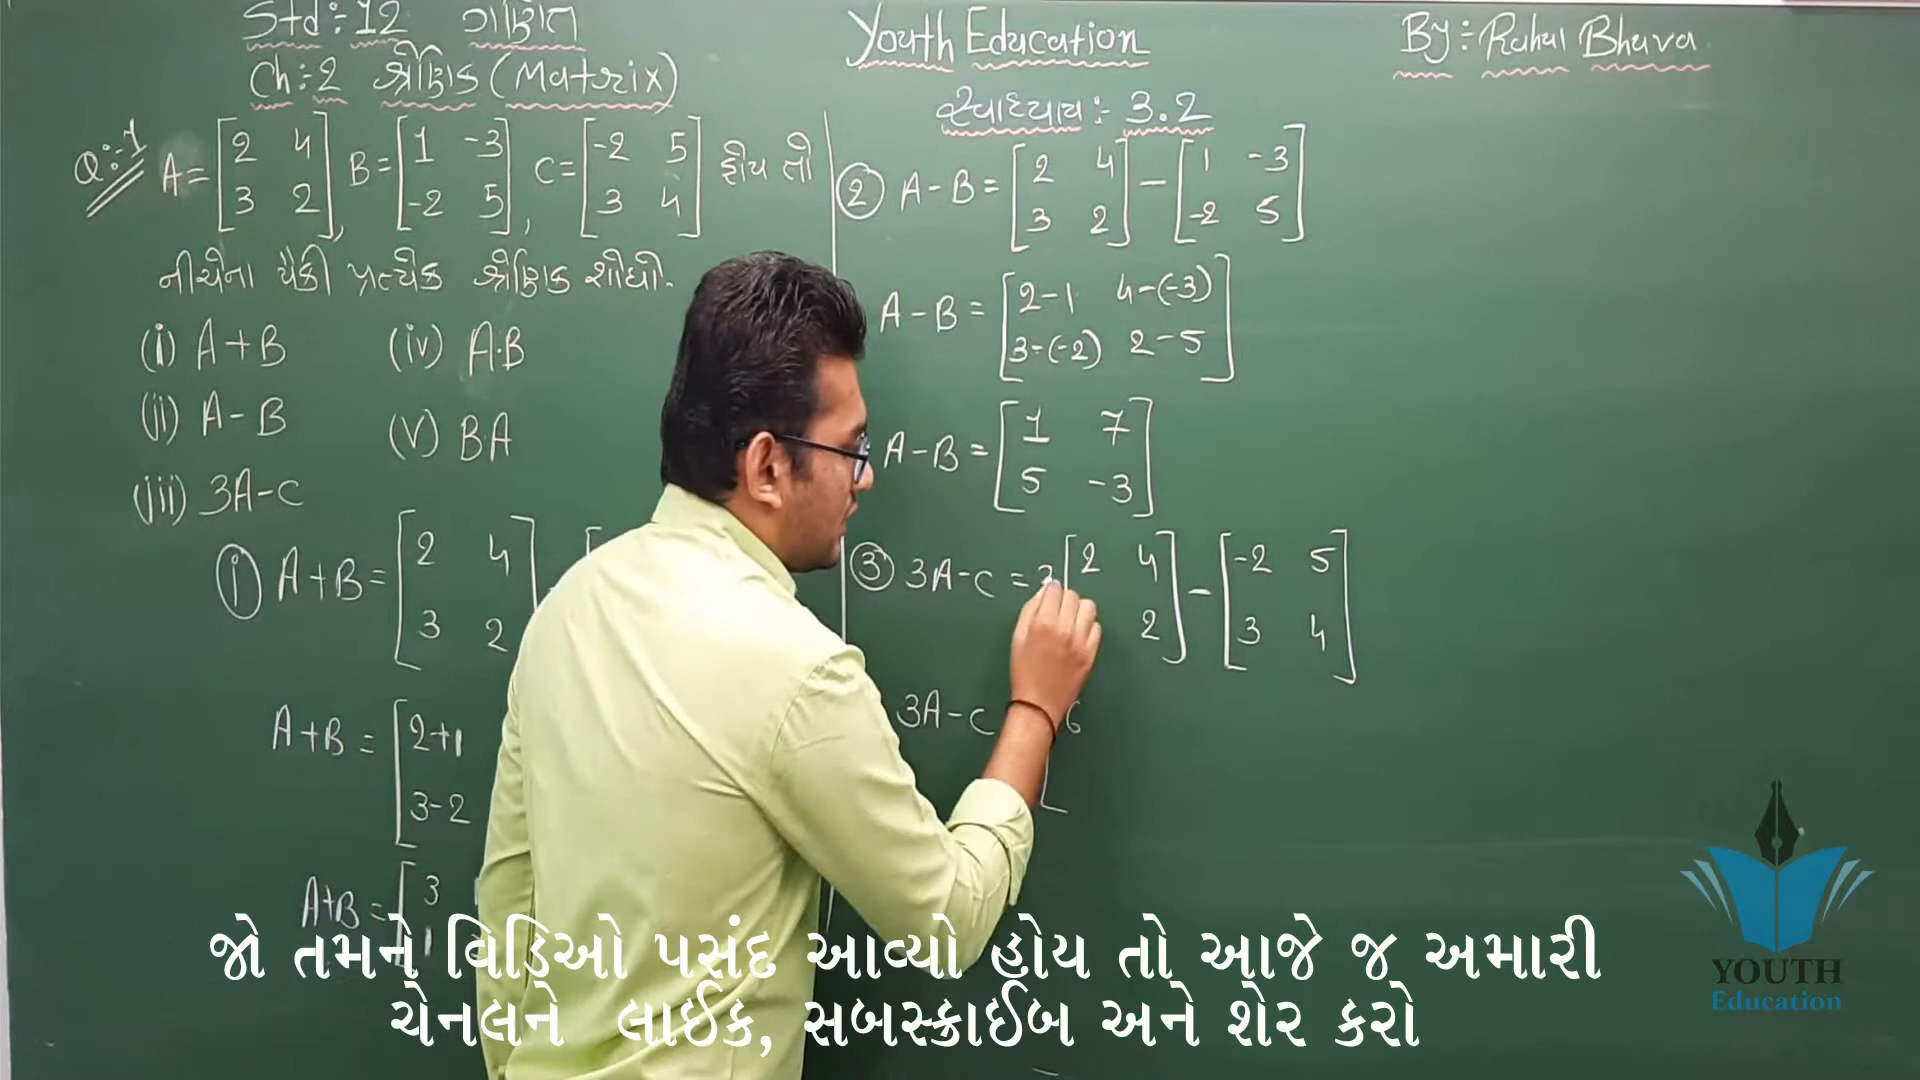 Std:-12 ગણિત
Ch:-2 શ્રેણિક (Matrix)
Youth Education
By:- Rahul Bhuva
સ્વાધ્યાય:- 3.2
Q:-1 A = [2 4 3 2], B = [1 -3 -2 5], C = [-2 5 3 4] હોય તો
નીચેના પૈકી પ્રત્યેક શ્રેણિક શોધો.
(i) A+B (iv) A·B
(ii) A-B (v) BA
(iii) 3A-C
(i) A+B = [2 4
3 2
A+B = [2+1
3-2
A+B = [3
1
(2) A-B = [2 4 3 2] - [1 -3 -2 5]
A-B = [2-1 4-(-3) 3-(-2) 2-5]
A-B = [1 7 5 -3]
(3) 3A-C = 3 [2 4 2] - [-2 5 3 4]
3A-C 6
જો તમને વિડિઓ પસંદ આવ્યો હોય તો આજે જ અમારી
ચેનલને લાઈક, સબસ્ક્રાઈબ અને શેર કરો
YOUTH
Education